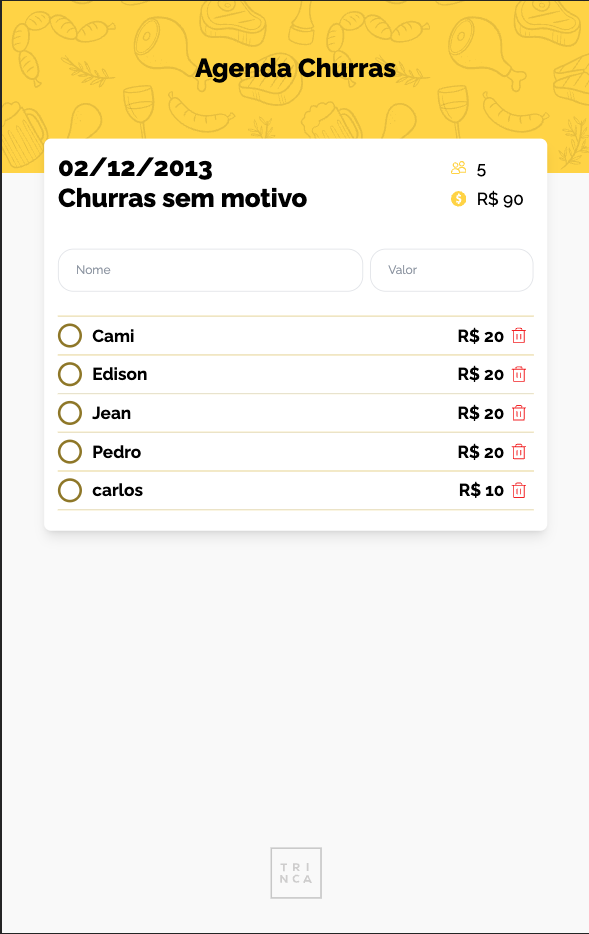 Agenda Churras
02/12/2013
5
Churras sem motivo
R$ 90
Nome
Valor
Cami R$ 20
Edison R$ 20
Jean R$ 20
Pedro R$ 20
carlos R$ 10
TRI
NCA